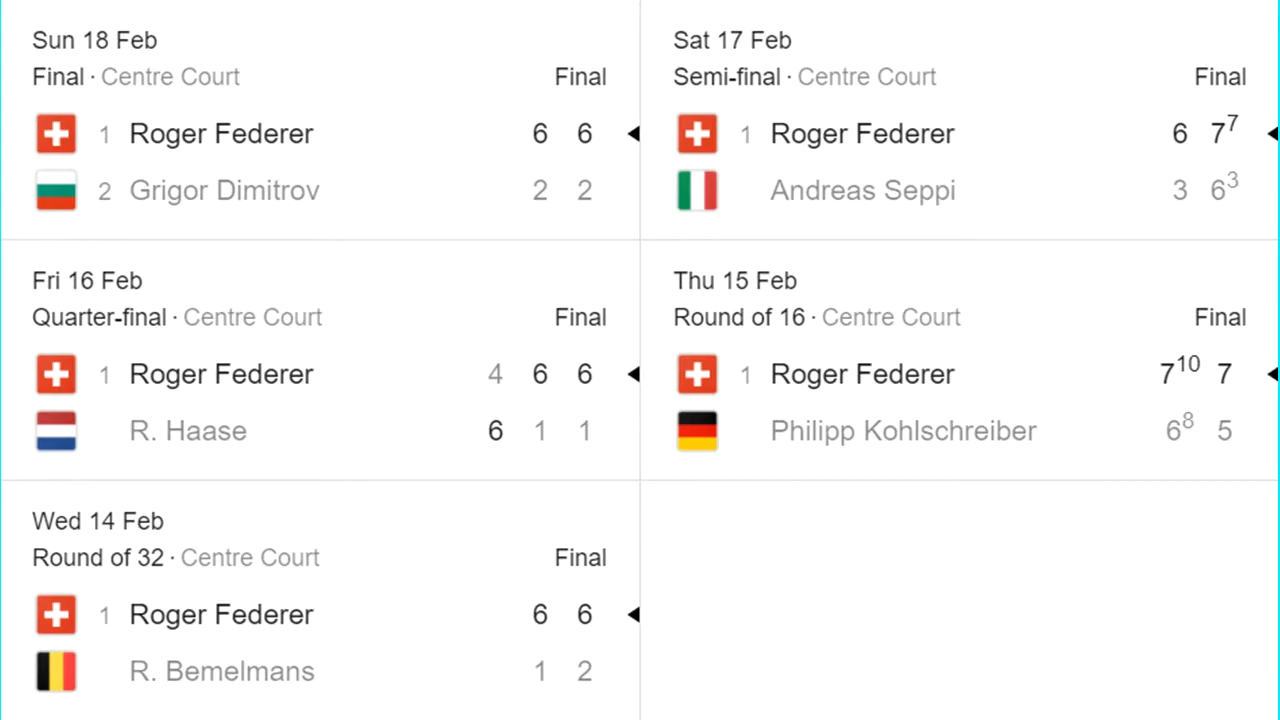 Sun 18 Feb
Final · Centre Court Final
1 Roger Federer 6 6
2 Grigor Dimitrov 2 2
Sat 17 Feb
Semi-final · Centre Court Final
1 Roger Federer 6 7⁷
Andreas Seppi 3 6³
Fri 16 Feb
Quarter-final · Centre Court Final
1 Roger Federer 4 6 6
R. Haase 6 1 1
Thu 15 Feb
Round of 16 · Centre Court Final
1 Roger Federer 7¹⁰ 7
Philipp Kohlschreiber 6⁸ 5
Wed 14 Feb
Round of 32 · Centre Court Final
1 Roger Federer 6 6
R. Bemelmans 1 2